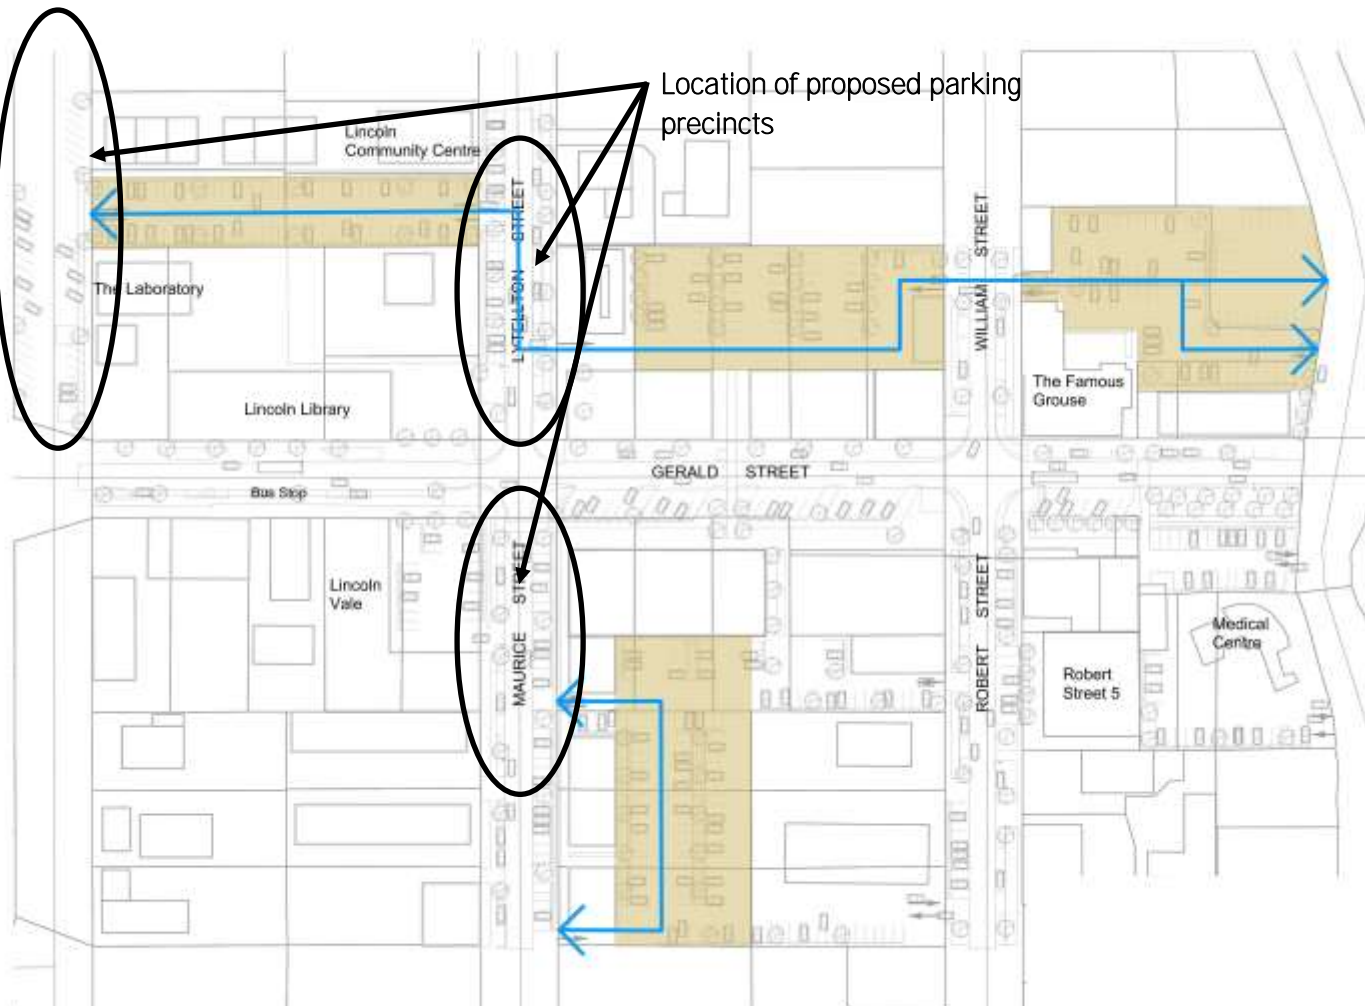 Location of proposed parking
precincts
Lincoln
Community Centre
LYTELLTON STREET
WILLIAM STREET
The Laboratory
The Famous
Grouse
Lincoln Library
GERALD STREET
Bus Stop
MAURICE STREET
ROBERT STREET
Lincoln
Vale
Medical
Centre
Robert
Street 5